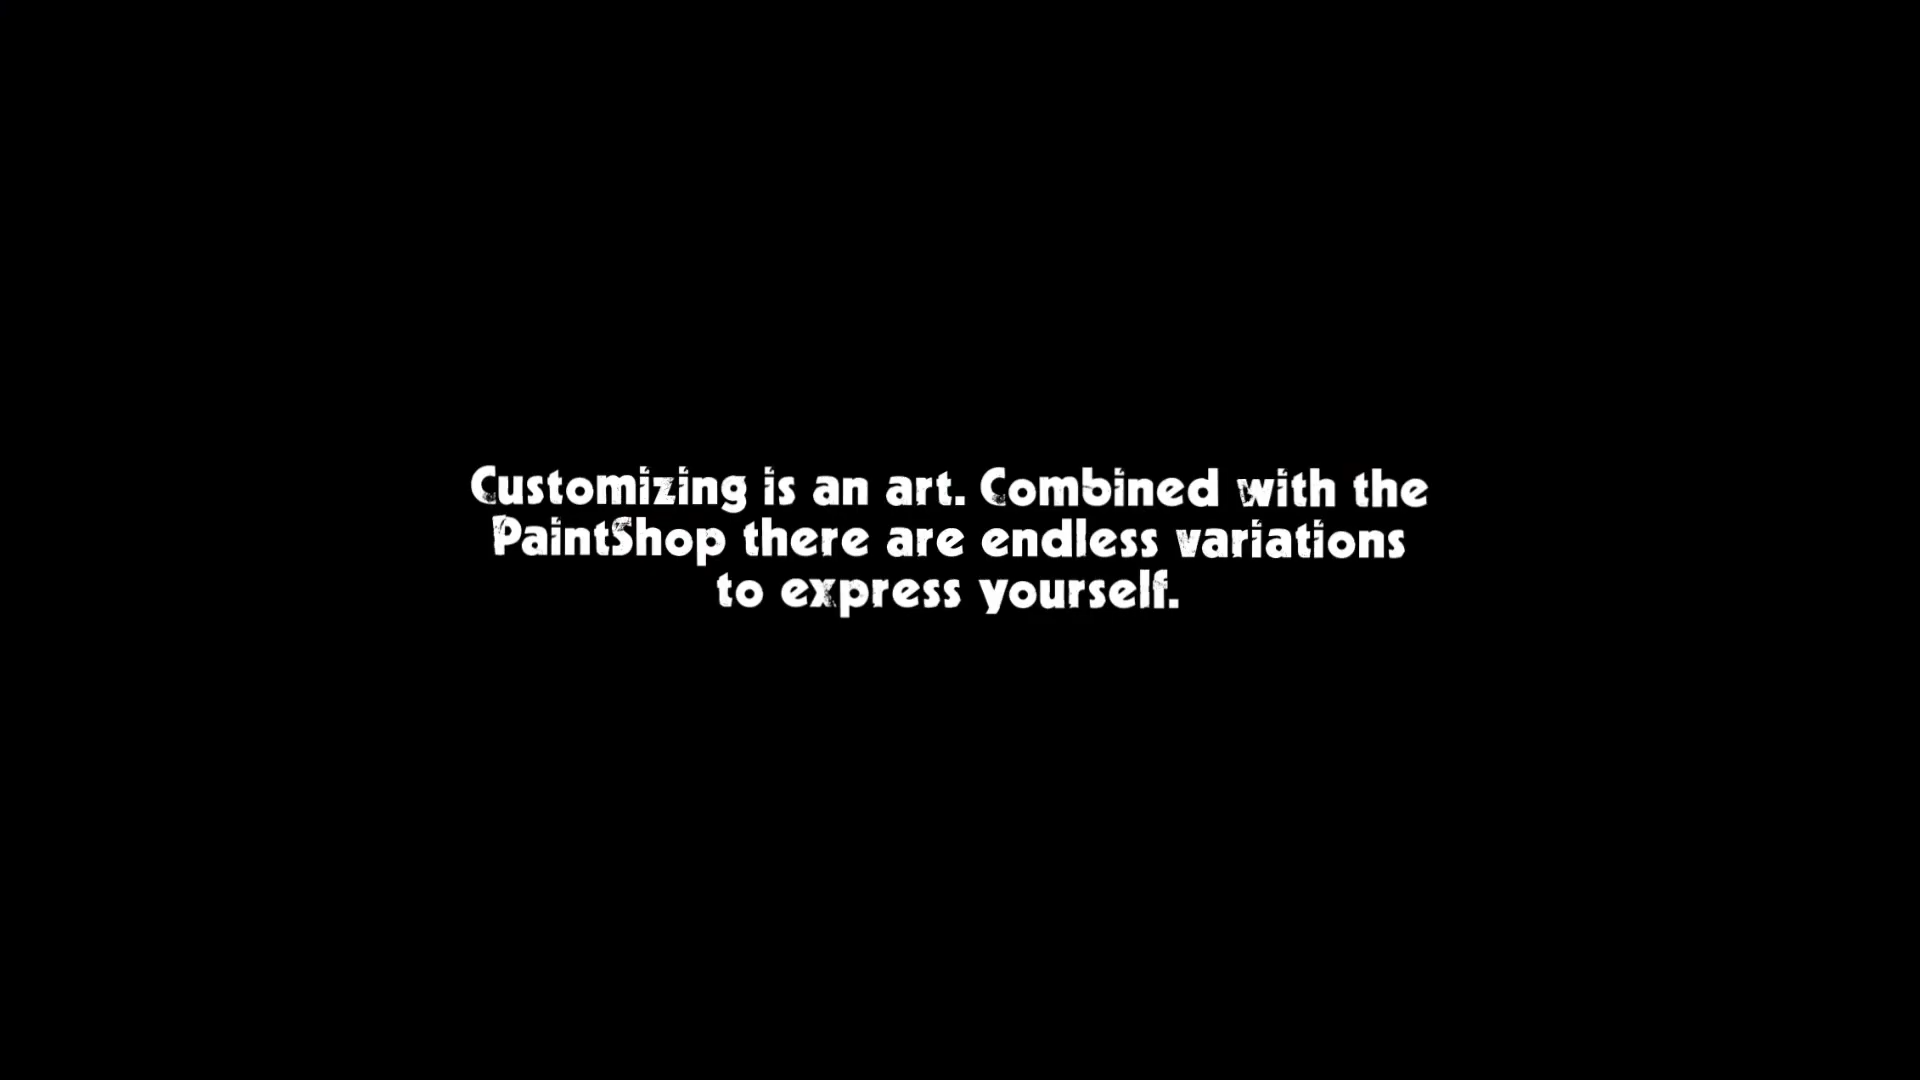 Customizing is an art. Combined with the
PaintShop there are endless variations
to express yourself.